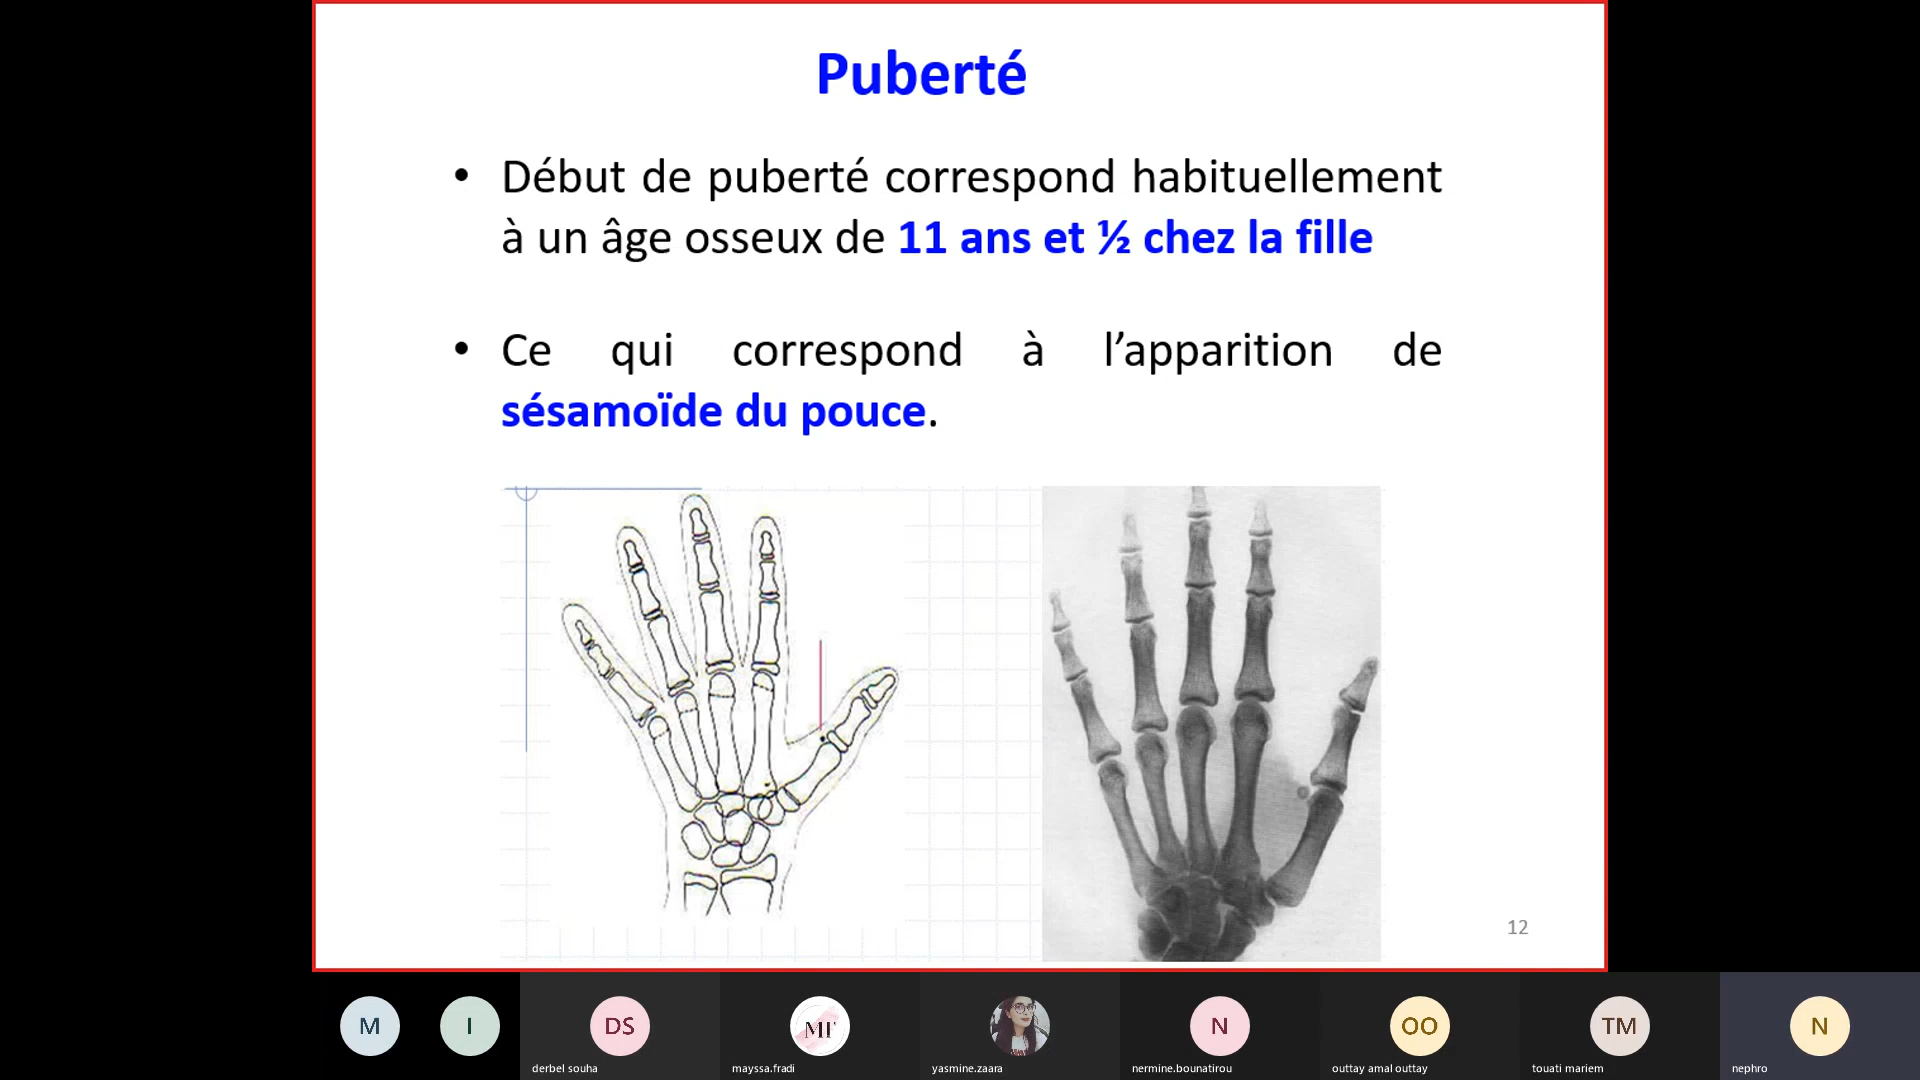 Puberté
• Début de puberté correspond habituellement
à un âge osseux de 11 ans et ½ chez la fille
• Ce qui correspond à l’apparition de
sésamoïde du pouce.
12
M
I
DS
MF
N
OO
TM
N
derbel souha
mayssa.fradi
yasmine.zaara
nermine.bounatirou
outtay amal outtay
touati mariem
nephro